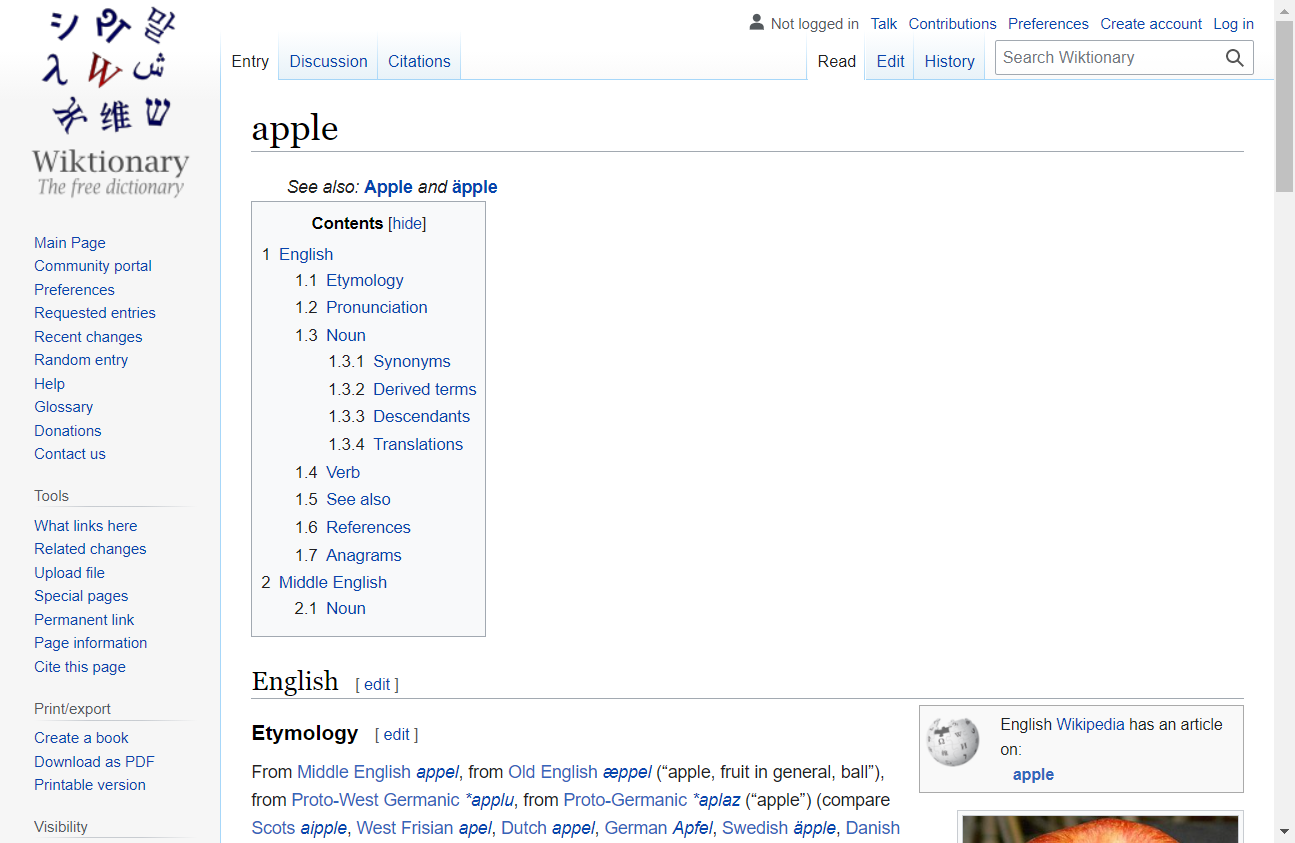 シ ዊ 말
λ W ش
维 ש
Wiktionary
The free dictionary
Main Page
Community portal
Preferences
Requested entries
Recent changes
Random entry
Help
Glossary
Donations
Contact us
Tools
What links here
Related changes
Upload file
Special pages
Permanent link
Page information
Cite this page
Print/export
Create a book
Download as PDF
Printable version
Visibility
Not logged in Talk Contributions Preferences Create account Log in
Entry Discussion Citations Read Edit History Search Wiktionary
apple
See also: Apple and äpple
Contents [hide]
1 English
1.1 Etymology
1.2 Pronunciation
1.3 Noun
1.3.1 Synonyms
1.3.2 Derived terms
1.3.3 Descendants
1.3.4 Translations
1.4 Verb
1.5 See also
1.6 References
1.7 Anagrams
2 Middle English
2.1 Noun
English [ edit ]
Etymology [ edit ]
From Middle English appel, from Old English æppel (“apple, fruit in general, ball”),
from Proto-West Germanic *applu, from Proto-Germanic *aplaz (“apple”) (compare
Scots aipple, West Frisian apel, Dutch appel, German Apfel, Swedish äpple, Danish
English Wikipedia has an article
on:
apple